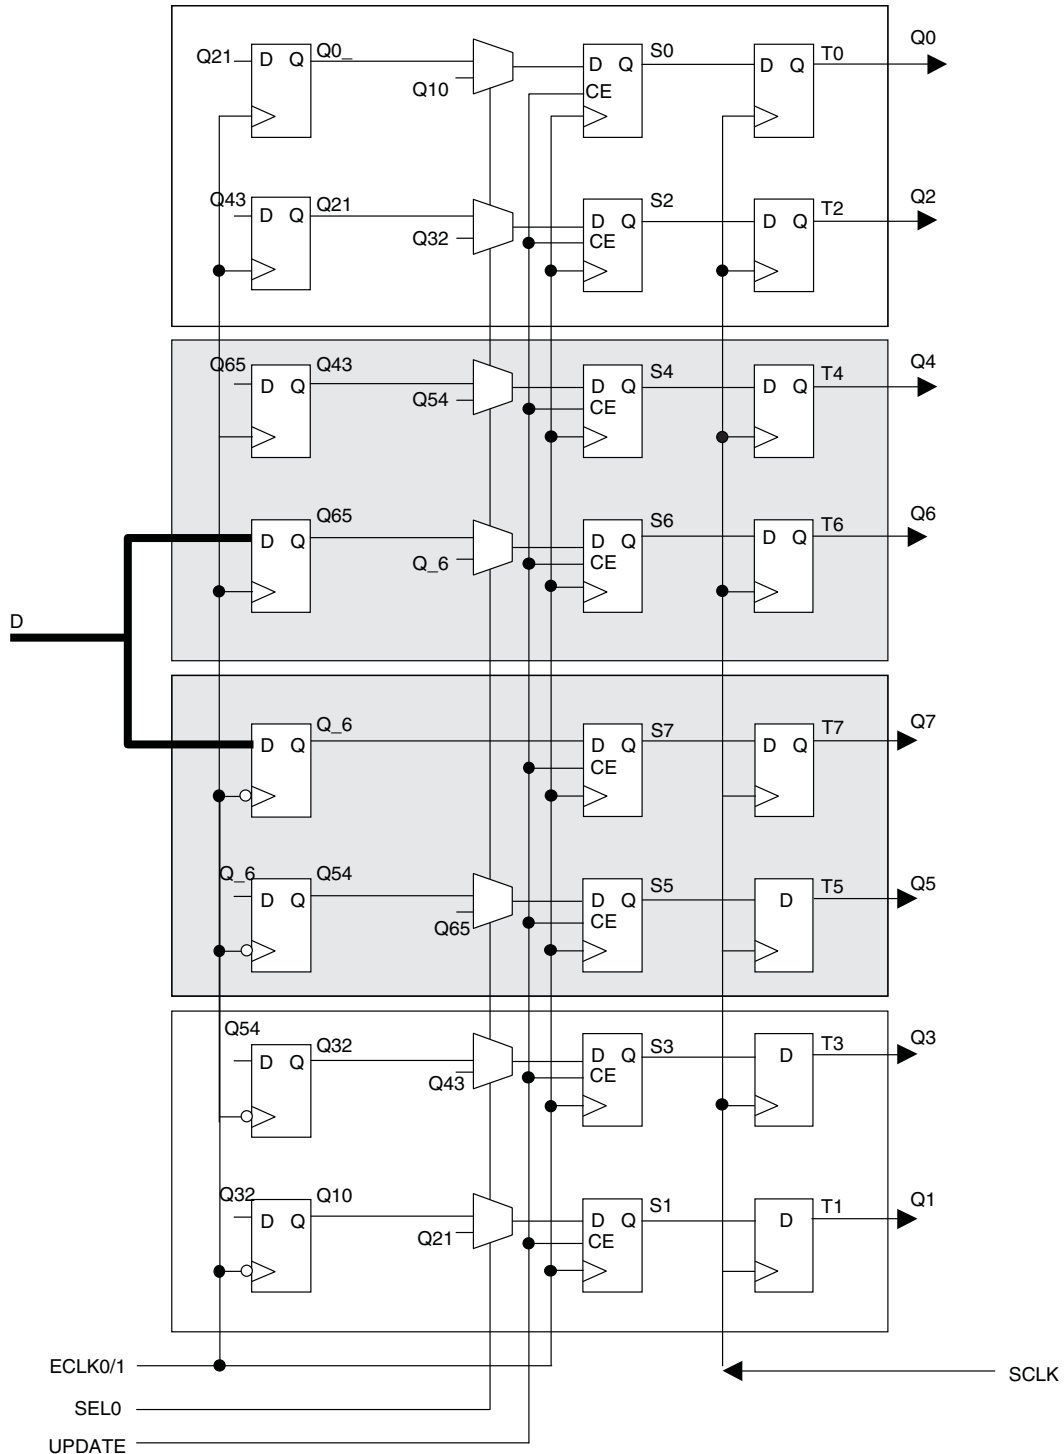 Q0
Q21 D Q Q0_ D Q S0 D Q T0
Q10 CE
Q2
Q43 D Q Q21 D Q S2 D Q T2
Q32 CE
Q4
Q65 D Q Q43 D Q S4 D Q T4
Q54 CE
Q6
D Q Q65 D Q S6 D Q T6
Q_6 CE
D
Q7
D Q Q_6 D Q S7 D Q T7
CE
Q5
Q_6 D Q Q54 D Q S5 D T5
Q65 CE
Q3
Q54 D Q Q32 D Q S3 D T3
Q43 CE
Q1
Q32 D Q Q10 D Q S1 D T1
Q21 CE
ECLK0/1
SCLK
SEL0
UPDATE